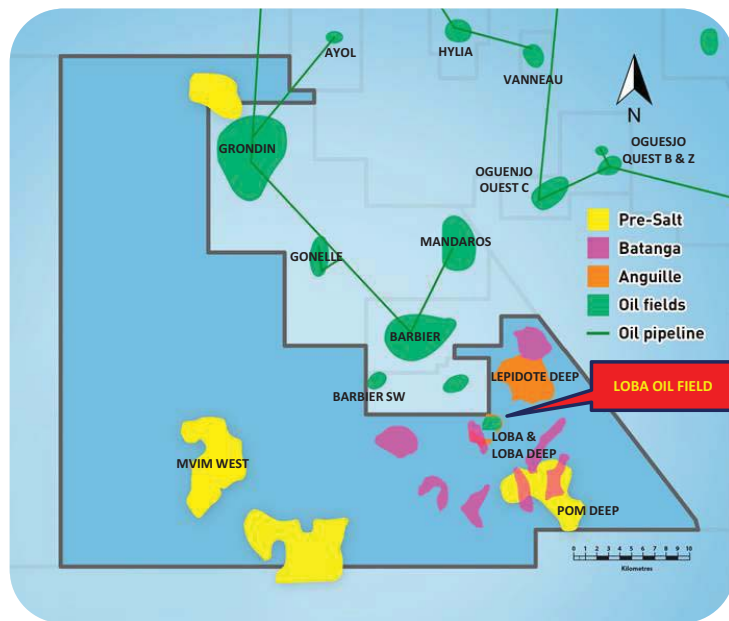 AYOL
HYLIA
VANNEAU
N
GRONDIN
OGUESJO
QUEST B & Z
OGUENJO
OUEST C
Pre-Salt
Batanga
Anguille
Oil fields
Oil pipeline
MANDAROS
GONELLE
BARBIER
LEPIDOTE DEEP
LOBA OIL FIELD
BARBIER SW
LOBA &
LOBA DEEP
MVIM WEST
POM DEEP
0 1 2 3 4 5 6 7 8 9 10
Kilometres